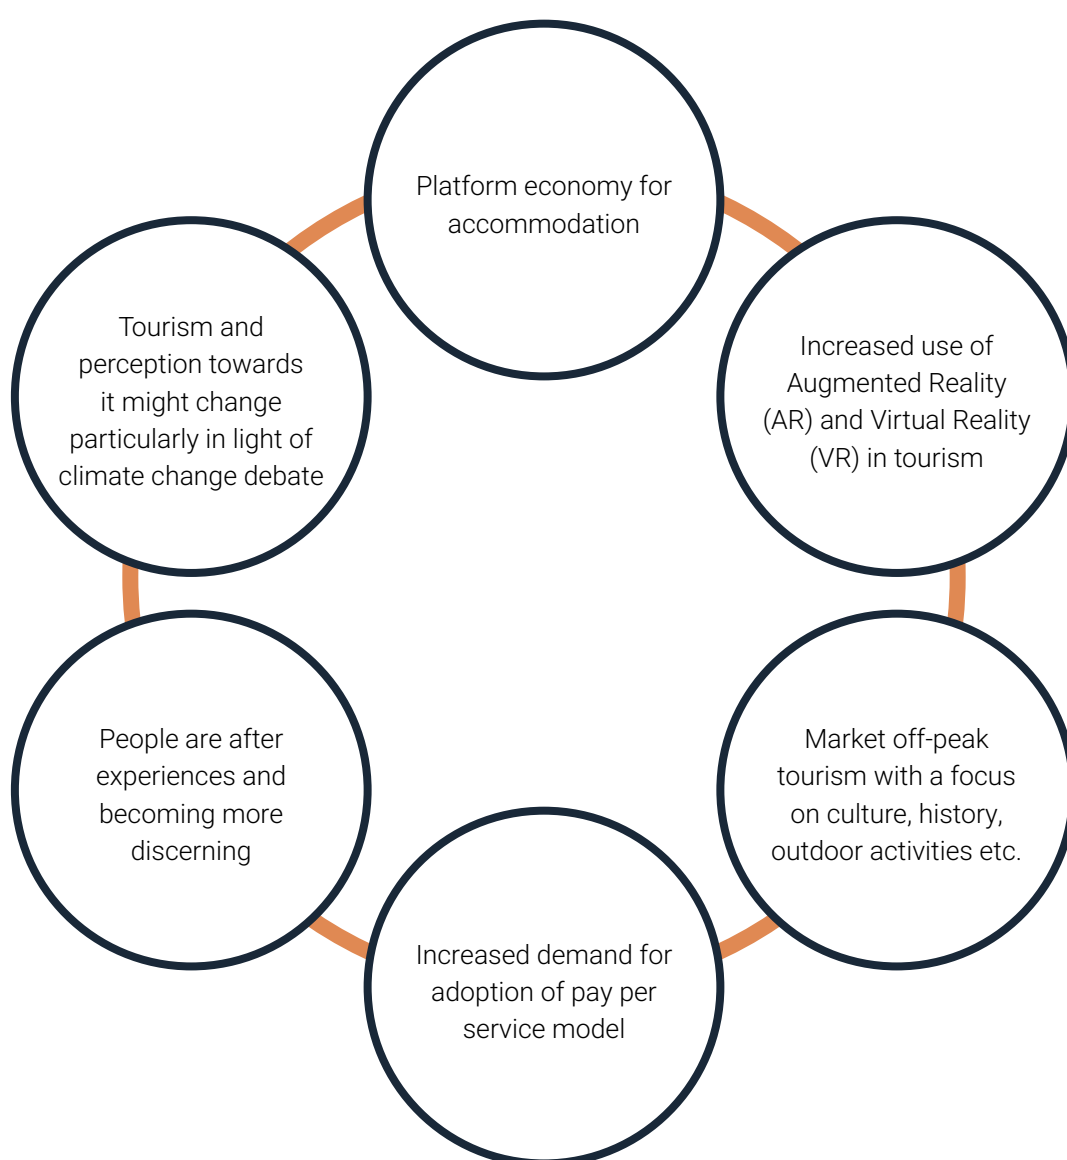 Platform economy for
accommodation
Increased use of
Augmented Reality
(AR) and Virtual Reality
(VR) in tourism
Market off-peak
tourism with a focus
on culture, history,
outdoor activities etc.
Increased demand for
adoption of pay per
service model
People are after
experiences and
becoming more
discerning
Tourism and
perception towards
it might change
particularly in light of
climate change debate